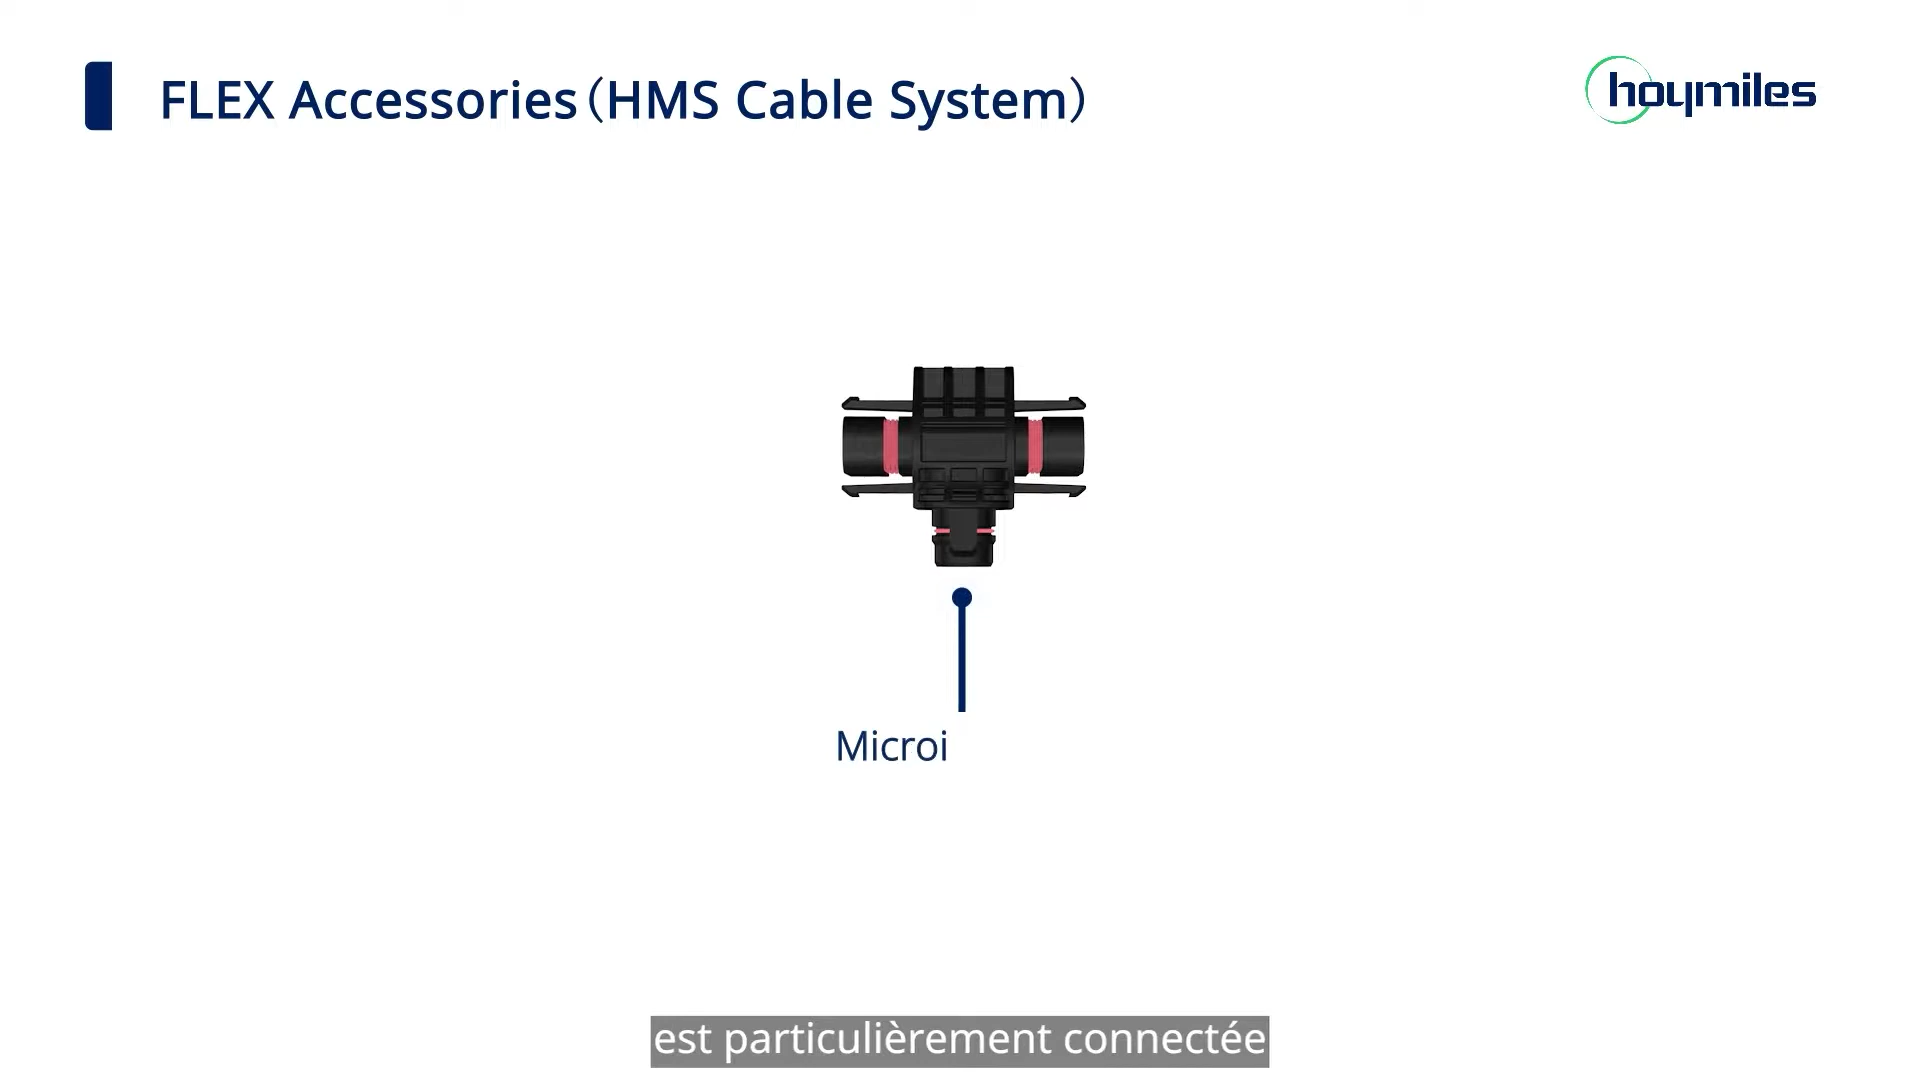 FLEX Accessories（HMS Cable System）
hoymiles
Microi
est particulièrement connectée